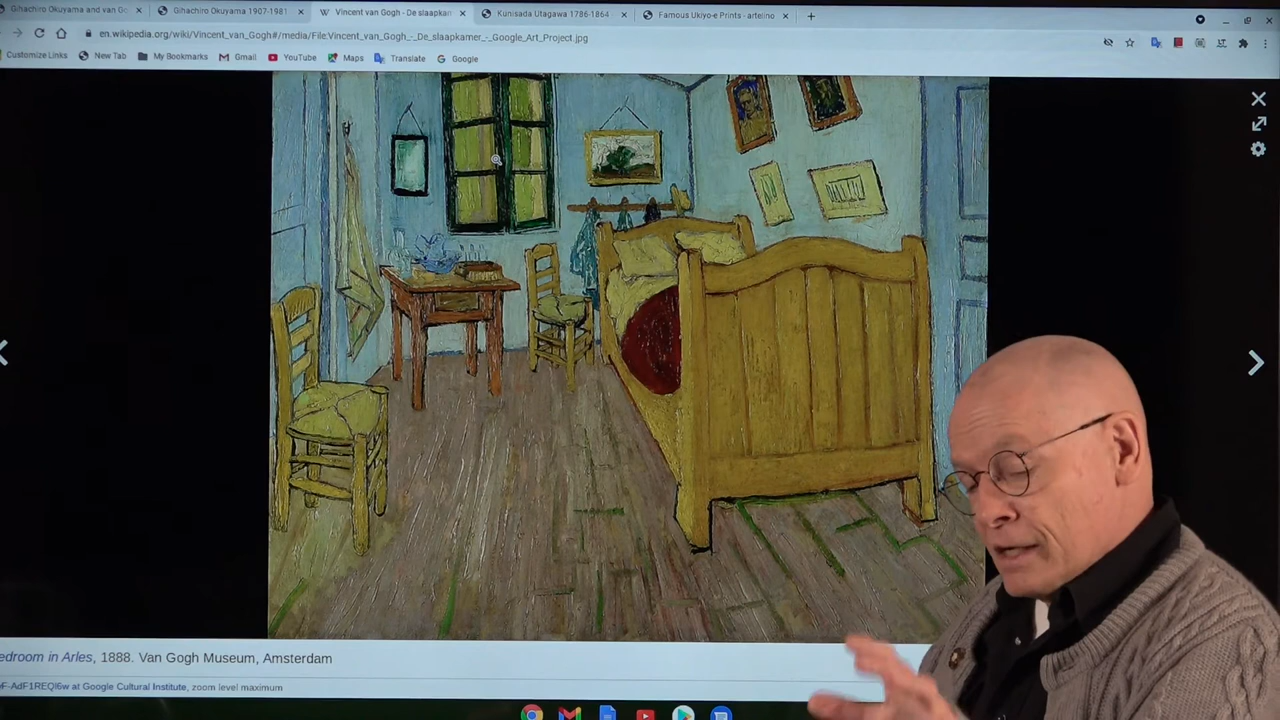 Gihachiro Okuyama and van Go
Gihachiro Okuyama 1907-1981
Vincent van Gogh - De slaapkam
Kunisada Utagawa 1786-1864
Famous Ukiyo-e Prints - artelino
en.wikipedia.org/wiki/Vincent_van_Gogh#/media/File:Vincent_van_Gogh_-_De_slaapkamer_-_Google_Art_Project.jpg
Customize Links
New Tab
My Bookmarks
Gmail
YouTube
Maps
Translate
Google
edroom in Arles, 1888. Van Gogh Museum, Amsterdam
F-AdF1REQI6w at Google Cultural Institute, zoom level maximum